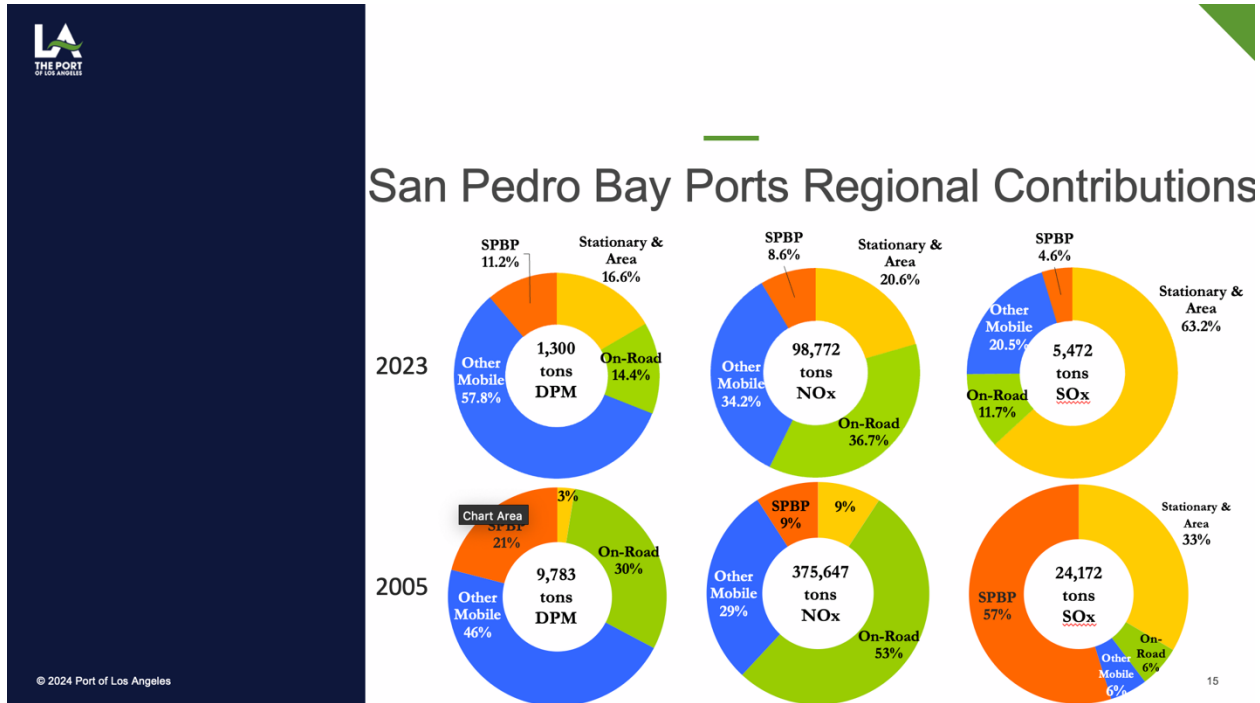 LA
THE PORT
OF LOS ANGELES
San Pedro Bay Ports Regional Contributions
2023
SPBP
11.2%
Stationary &
Area
16.6%
On-Road
14.4%
Other
Mobile
57.8%
1,300
tons
DPM
SPBP
8.6%
Stationary &
Area
20.6%
On-Road
36.7%
Other
Mobile
34.2%
98,772
tons
NOx
SPBP
4.6%
Stationary &
Area
63.2%
On-Road
11.7%
Other
Mobile
20.5%
5,472
tons
SOx
2005
Chart Area
SPBP
21%
3%
On-Road
30%
Other
Mobile
46%
9,783
tons
DPM
SPBP
9%
9%
On-Road
53%
Other
Mobile
29%
375,647
tons
NOx
SPBP
57%
Stationary &
Area
33%
On-
Road
6%
Other
Mobile
6%
24,172
tons
SOx
© 2024 Port of Los Angeles
15